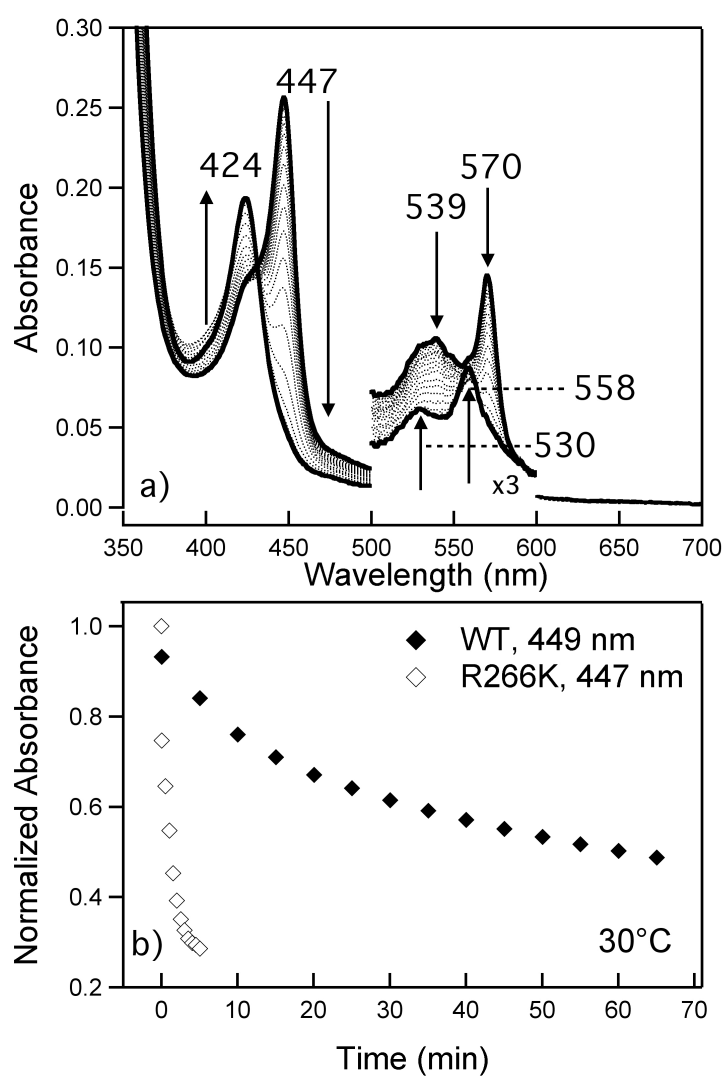 0.30
447
0.25
424
570
0.20
539
Absorbance
0.15
0.10
558
0.05
530
a)
x3
0.00
350 400 450 500 550 600 650 700
Wavelength (nm)
1.0
WT, 449 nm
R266K, 447 nm
0.8
Normalized Absorbance
0.6
0.4
b)
30°C
0.2
0 10 20 30 40 50 60 70
Time (min)